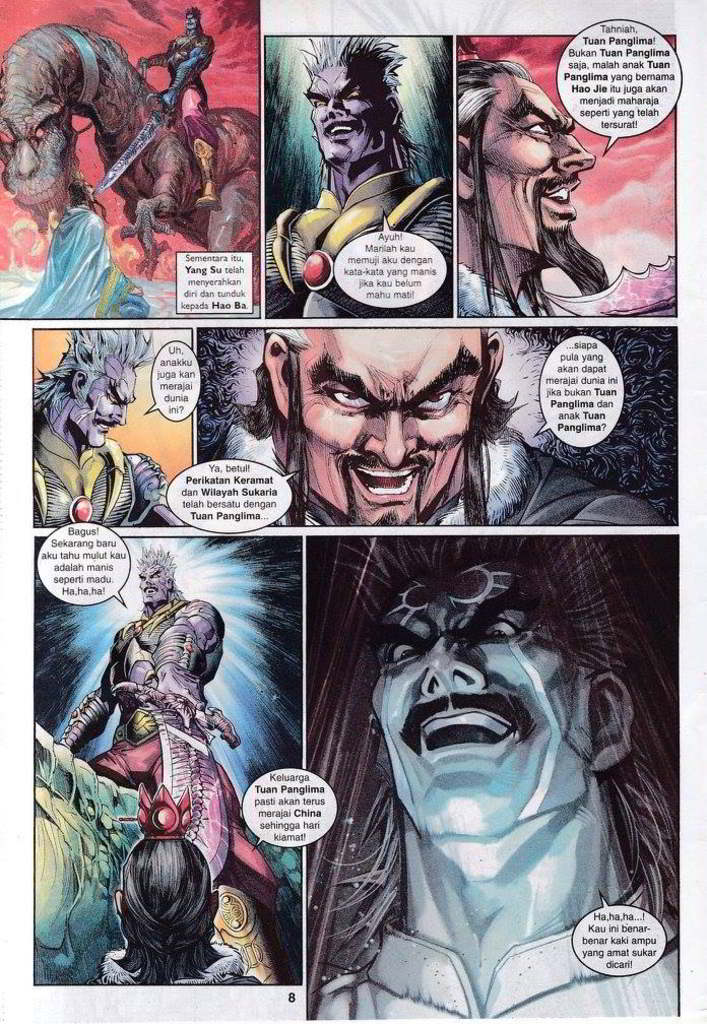 Sementara itu,
Yang Su telah
menyerahkan
diri dan tunduk
kepada Hao Ba.
Ayuh!
Marilah kau
memuji aku dengan
kata-kata yang manis
jika kau belum
mahu mati!
Tahniah,
Tuan Panglima!
Bukan Tuan Panglima
saja, malah anak Tuan
Panglima yang bernama
Hao Jie itu juga akan
menjadi maharaja
seperti yang telah
tersurat!
Uh,
anakku
juga kan
merajai
dunia
ini?
Ya, betul!
Perikatan Keramat
dan Wilayah Sukaria
telah bersatu dengan
Tuan Panglima...
...siapa
pula yang
akan dapat
merajai dunia ini
jika bukan Tuan
Panglima dan
anak Tuan
Panglima?
Bagus!
Sekarang baru
aku tahu mulut kau
adalah manis
seperti madu.
Ha,ha,ha!
Keluarga
Tuan Panglima
pasti akan terus
merajai China
sehingga hari
kiamat!
Ha,ha,ha...!
Kau ini benar-
benar kaki ampu
yang amat sukar
dicari!
8